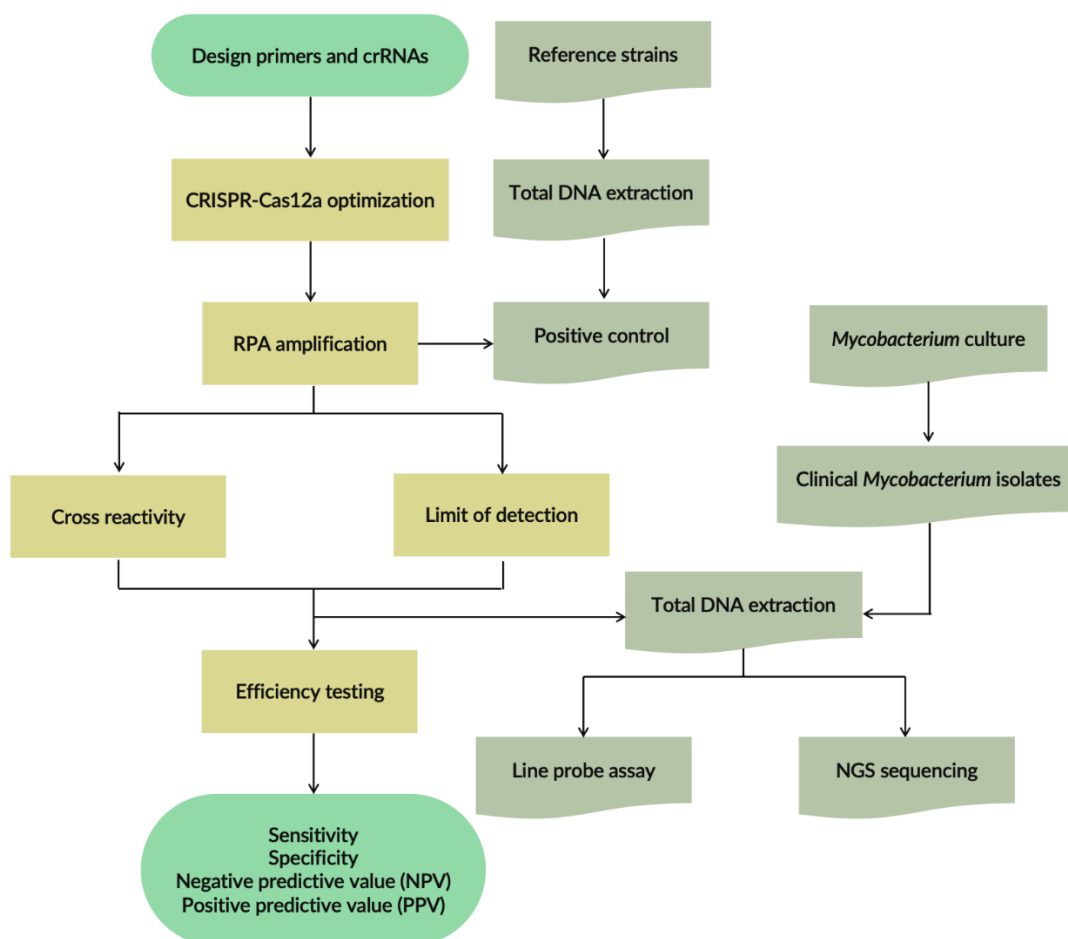 Design primers and crRNAs
Reference strains
CRISPR-Cas12a optimization
Total DNA extraction
RPA amplification
Positive control
Mycobacterium culture
Cross reactivity
Limit of detection
Clinical Mycobacterium isolates
Total DNA extraction
Efficiency testing
Line probe assay
NGS sequencing
Sensitivity
Specificity
Negative predictive value (NPV)
Positive predictive value (PPV)